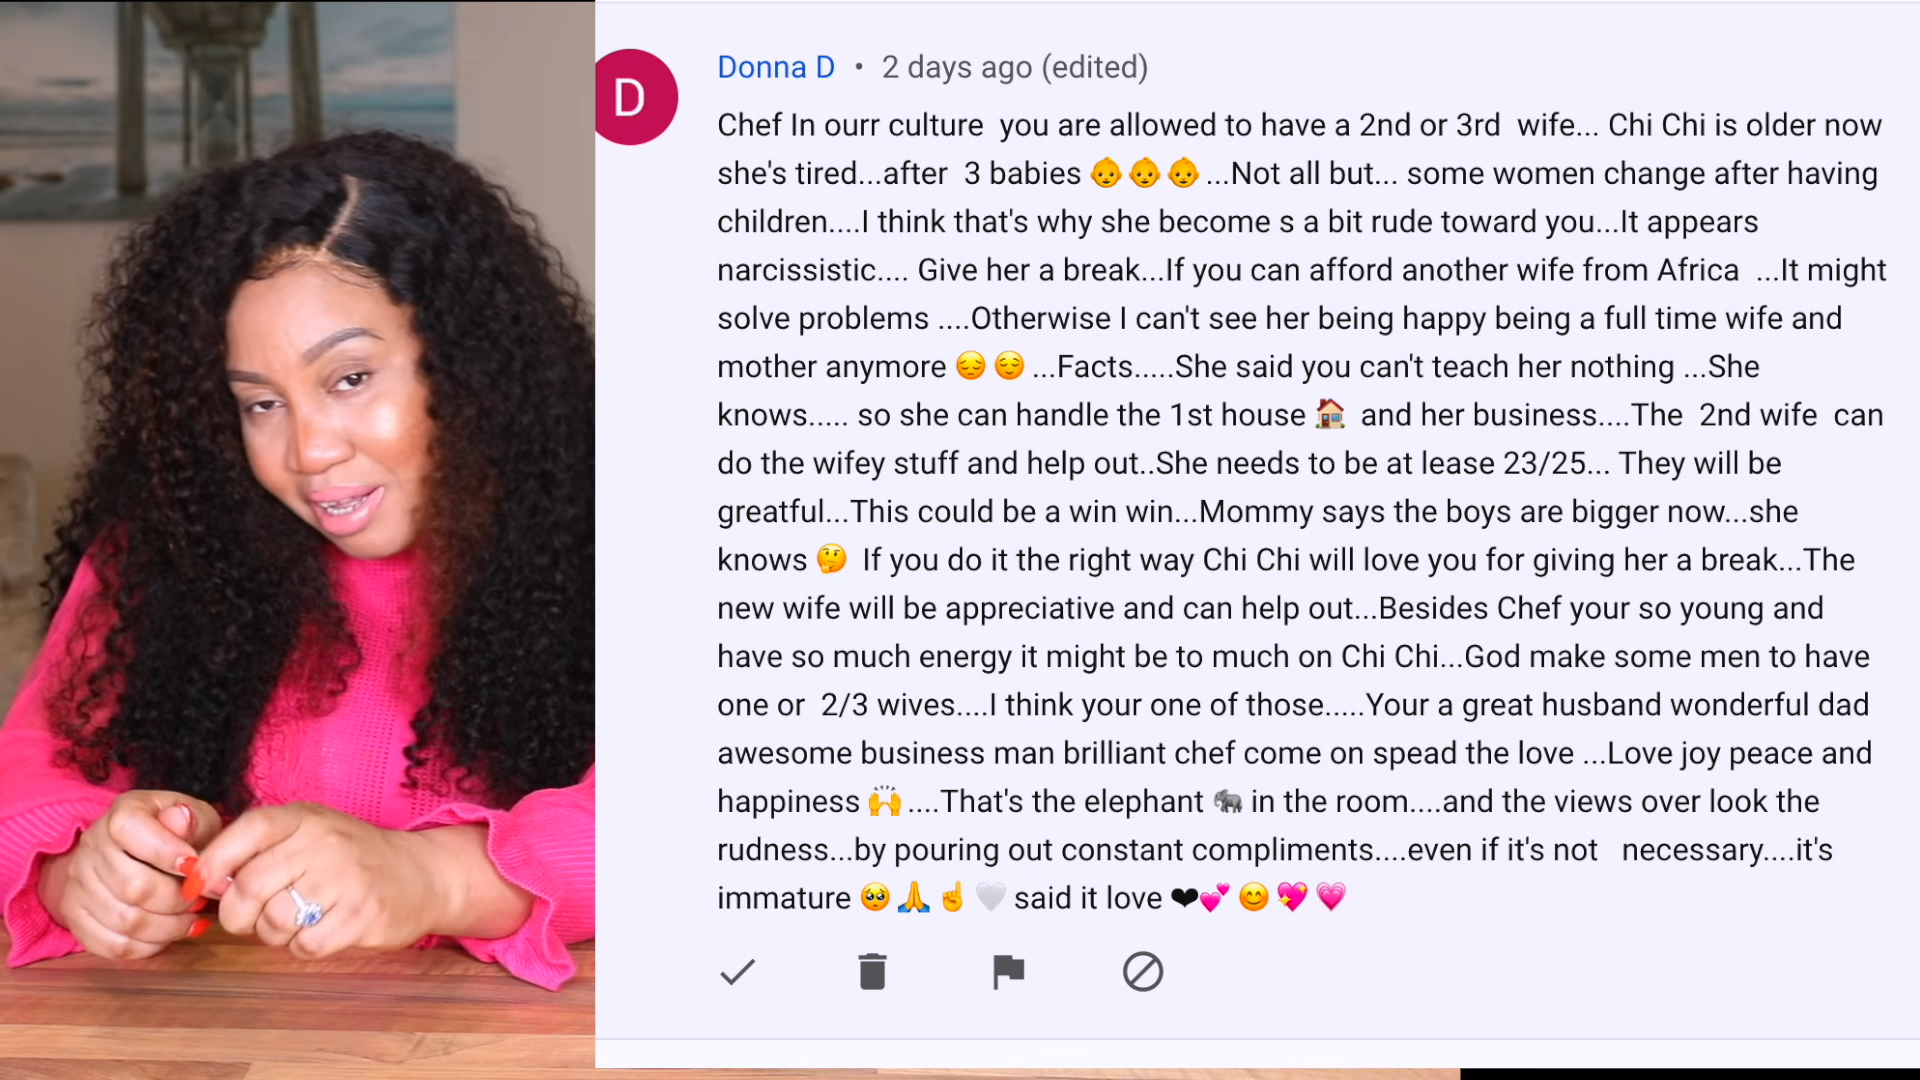 D
Donna D • 2 days ago (edited)
Chef In ourr culture you are allowed to have a 2nd or 3rd wife... Chi Chi is older now
she's tired...after 3 babies 👶👶👶...Not all but... some women change after having
children....I think that's why she become s a bit rude toward you...It appears
narcissistic.... Give her a break...If you can afford another wife from Africa ...It might
solve problems ....Otherwise I can't see her being happy being a full time wife and
mother anymore 😔😌...Facts.....She said you can't teach her nothing ...She
knows..... so she can handle the 1st house 🏠 and her business....The 2nd wife can
do the wifey stuff and help out..She needs to be at lease 23/25... They will be
greatful...This could be a win win...Mommy says the boys are bigger now...she
knows 🤔 If you do it the right way Chi Chi will love you for giving her a break...The
new wife will be appreciative and can help out...Besides Chef your so young and
have so much energy it might be to much on Chi Chi...God make some men to have
one or 2/3 wives....I think your one of those.....Your a great husband wonderful dad
awesome business man brilliant chef come on spead the love ...Love joy peace and
happiness 🙌....That's the elephant 🐘 in the room....and the views over look the
rudness...by pouring out constant compliments....even if it's not necessary....it's
immature 🥺🙏☝️🤍 said it love ❤💕😊💖💗